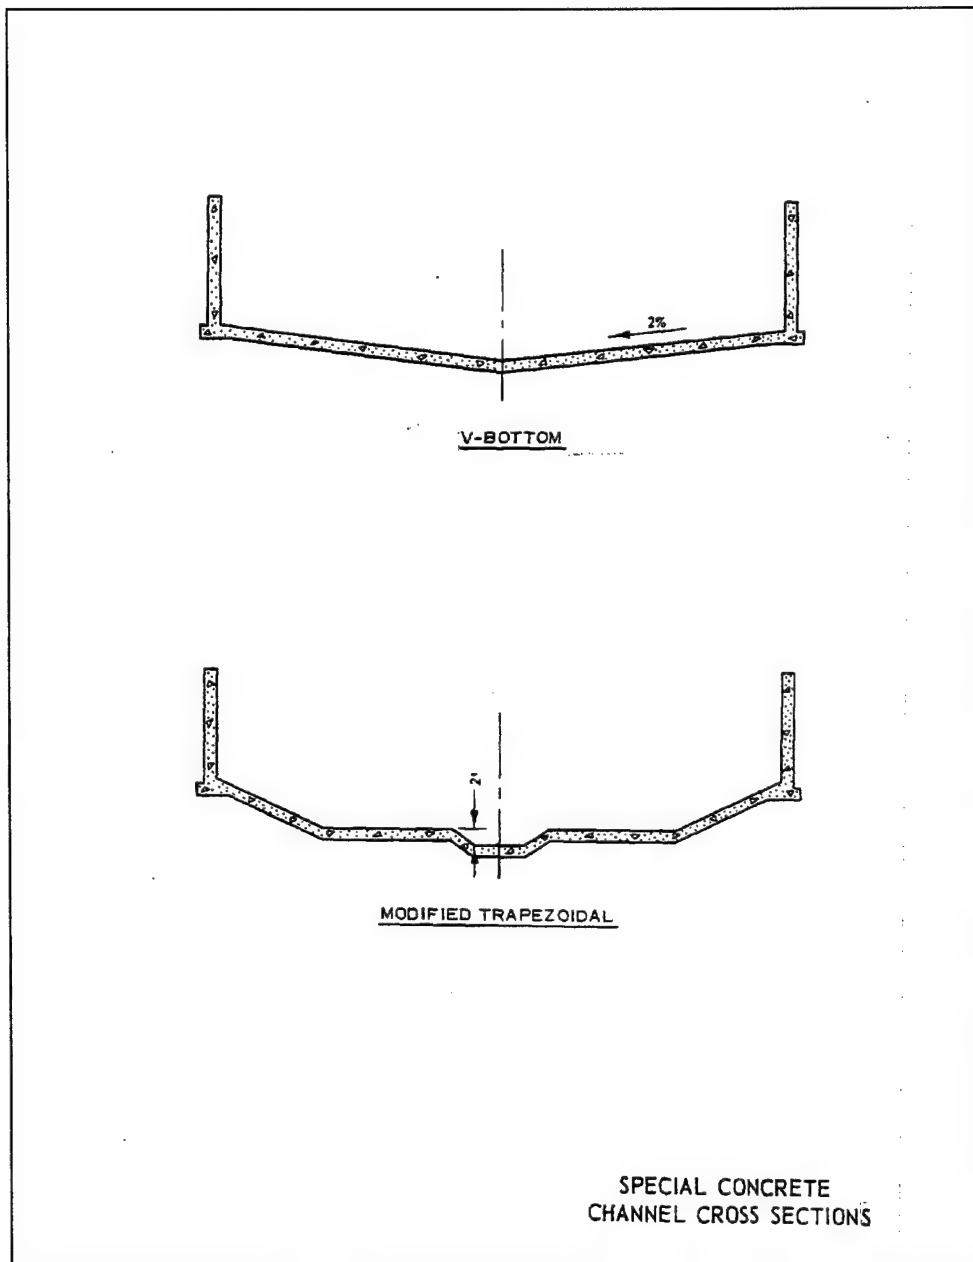 2%
V-BOTTOM
2'
MODIFIED TRAPEZOIDAL
SPECIAL CONCRETE
CHANNEL CROSS SECTIONS